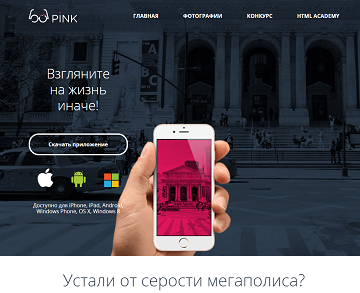 PINK
ГЛАВНАЯ ФОТОГРАФИИ КОНКУРС HTML ACADEMY
Взгляните
на жизнь
иначе!
Скачать приложение
Доступно для iPhone, iPad, Android,
Windows Phone, OS X, Windows 8
Устали от серости мегаполиса?